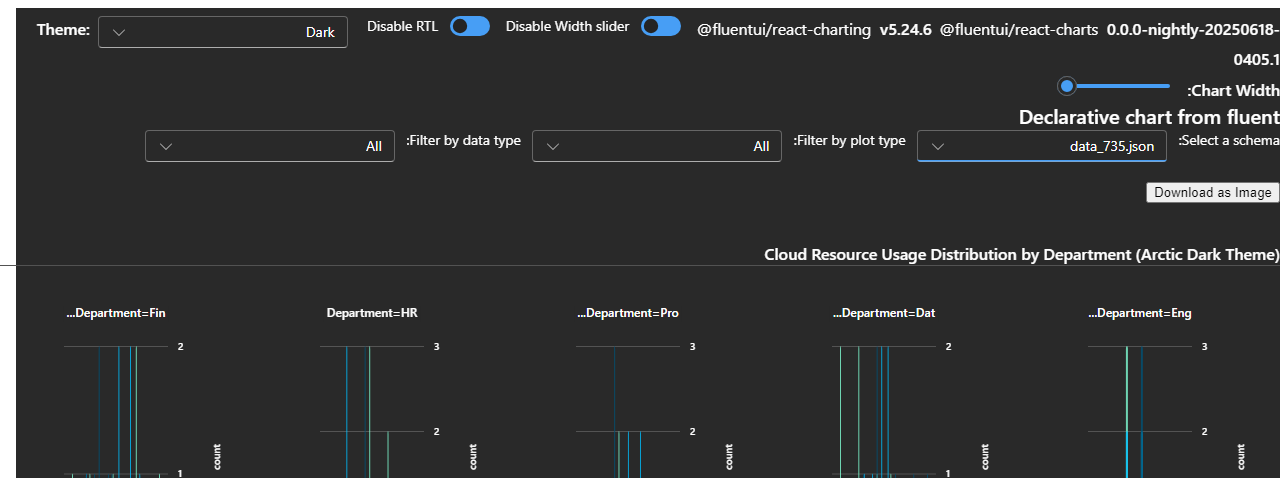 Theme: Dark Disable RTL Disable Width slider @fluentui/react-charting v5.24.6 @fluentui/react-charts 0.0.0-nightly-20250618-
0405.1
:Chart Width
Declarative chart from fluent
:Select a schema data_735.json :Filter by plot type All :Filter by data type All
Download as Image
Cloud Resource Usage Distribution by Department (Arctic Dark Theme)
...Department=Fin Department=HR ...Department=Pro ...Department=Dat ...Department=Eng
2 3 3 2 3
2 2 2
count count count count count
1 1